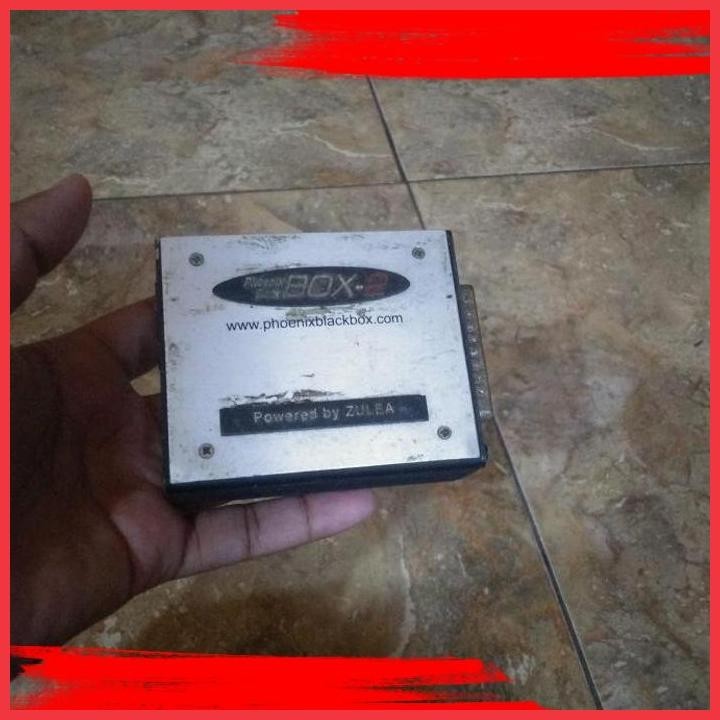 Phoenix
BOX-2
www.phoenixblackbox.com
Powered by ZULEA